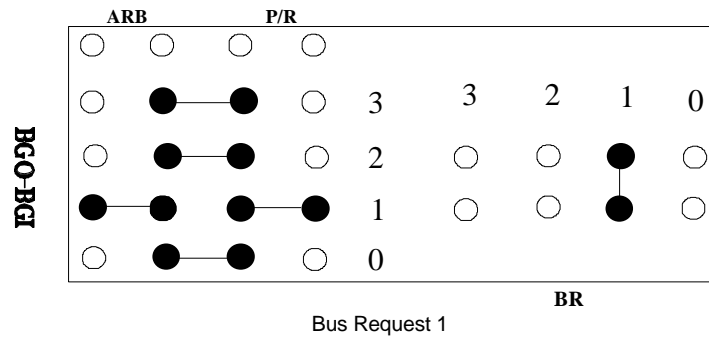 ARB P/R
3 3 2 1 0
2
1
0
BGO-BGI
BR
Bus Request 1